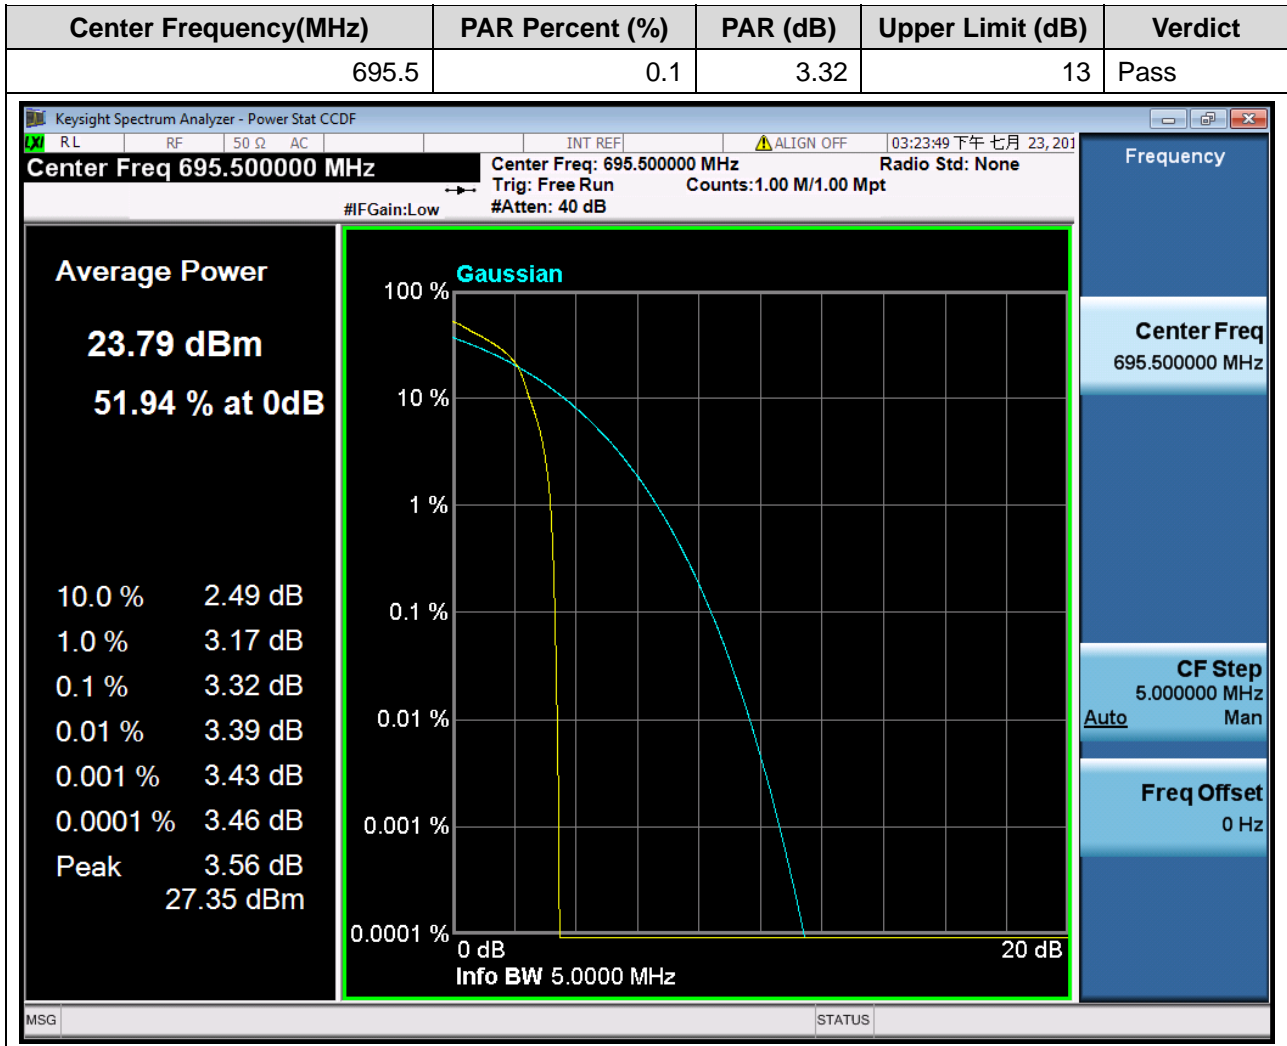 Center Frequency(MHz) PAR Percent (%) PAR (dB) Upper Limit (dB) Verdict
695.5 0.1 3.32 13 Pass
Keysight Spectrum Analyzer - Power Stat CCDF
LXI RL RF 50 Ω AC INT REF ALIGN OFF 03:23:49 下午 七月 23, 201
Center Freq 695.500000 MHz
Center Freq: 695.500000 MHz Radio Std: None
Trig: Free Run Counts:1.00 M/1.00 Mpt
#IFGain:Low #Atten: 40 dB
Frequency
Average Power
23.79 dBm
51.94 % at 0dB
10.0 % 2.49 dB
1.0 % 3.17 dB
0.1 % 3.32 dB
0.01 % 3.39 dB
0.001 % 3.43 dB
0.0001 % 3.46 dB
Peak 3.56 dB
27.35 dBm
Gaussian
100 %
10 %
1 %
0.1 %
0.01 %
0.001 %
0.0001 %
0 dB 20 dB
Info BW 5.0000 MHz
Center Freq
695.500000 MHz
CF Step
5.000000 MHz
Auto Man
Freq Offset
0 Hz
MSG STATUS